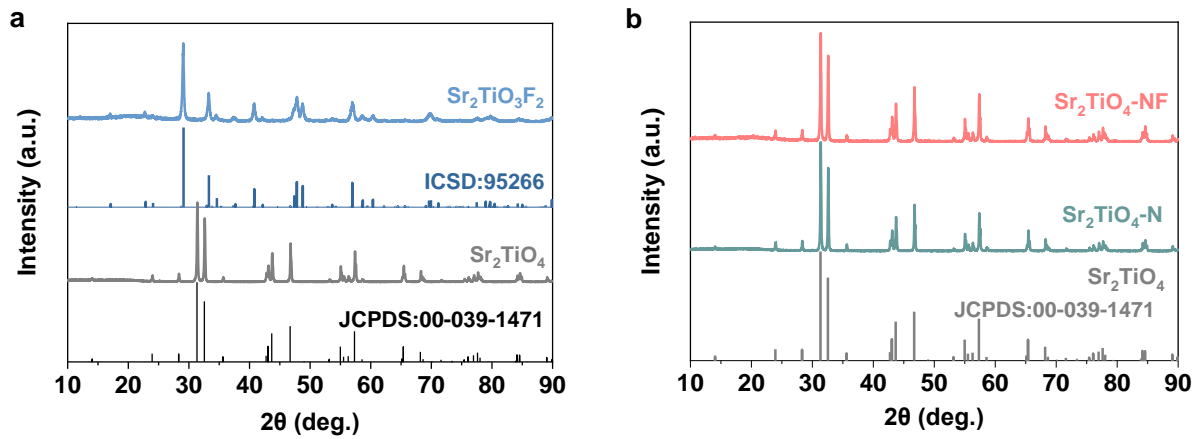 a
Intensity (a.u.)
Sr₂TiO₃F₂
ICSD:95266
Sr₂TiO₄
JCPDS:00-039-1471
10 20 30 40 50 60 70 80 90
2θ (deg.)
b
Intensity (a.u.)
Sr₂TiO₄-NF
Sr₂TiO₄-N
Sr₂TiO₄
JCPDS:00-039-1471
10 20 30 40 50 60 70 80 90
2θ (deg.)